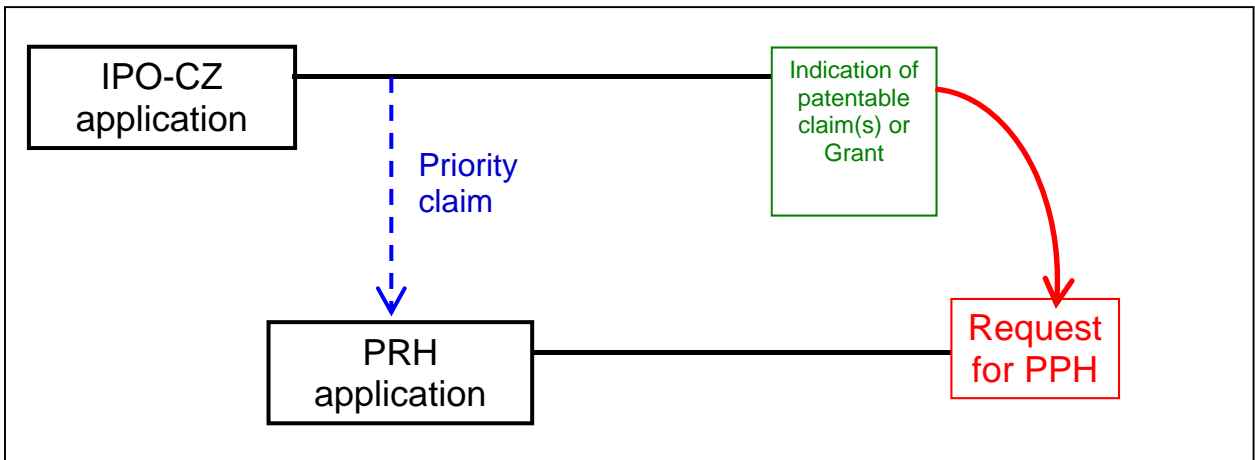 IPO-CZ
application
Indication of
patentable
claim(s) or
Grant
Priority
claim
PRH
application
Request
for PPH